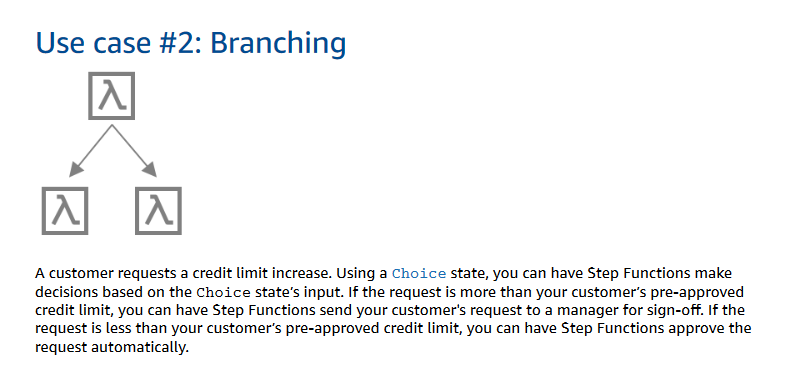 Use case #2: Branching
λ
λ λ
A customer requests a credit limit increase. Using a Choice state, you can have Step Functions make
decisions based on the Choice state’s input. If the request is more than your customer’s pre-approved
credit limit, you can have Step Functions send your customer's request to a manager for sign-off. If the
request is less than your customer’s pre-approved credit limit, you can have Step Functions approve the
request automatically.